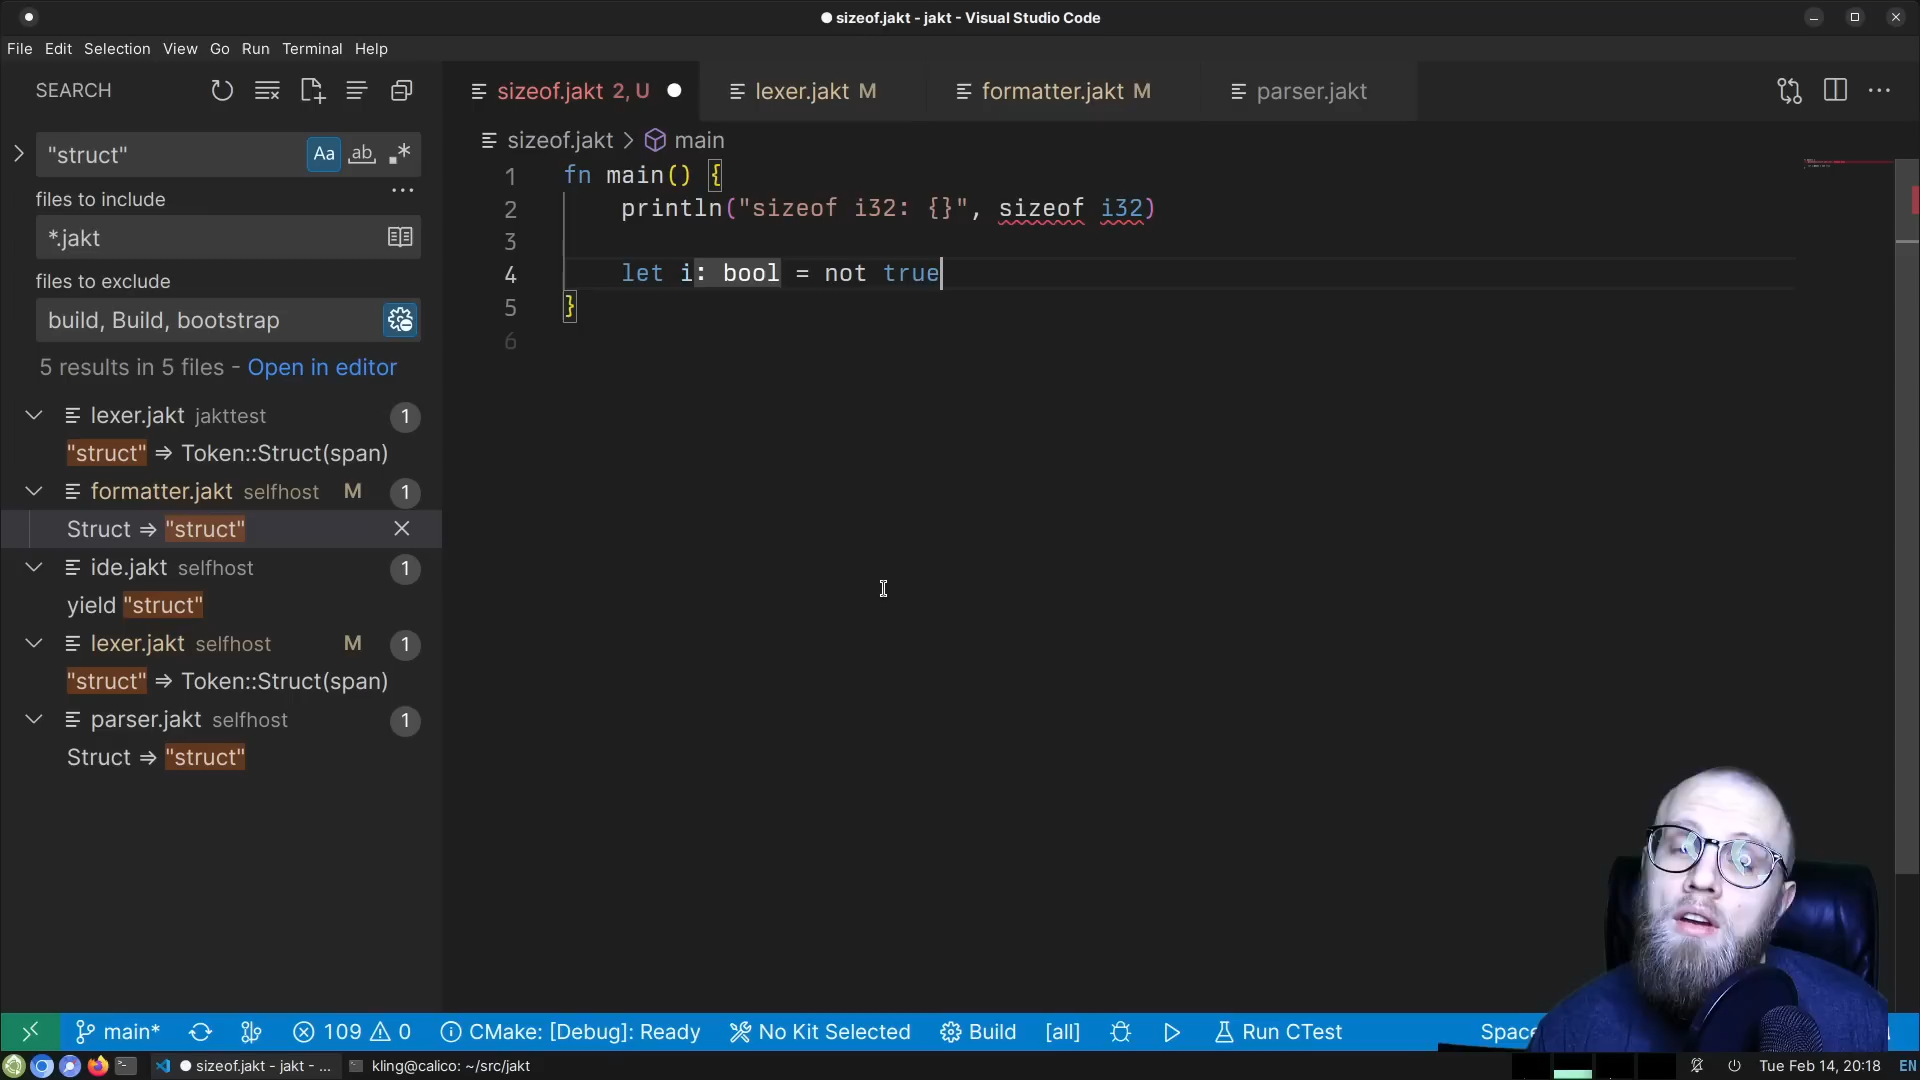 sizeof.jakt - jakt - Visual Studio Code
File Edit Selection View Go Run Terminal Help
SEARCH
"struct"
Aa ab .*
files to include
...
*.jakt
files to exclude
build, Build, bootstrap
5 results in 5 files - Open in editor
lexer.jakt jakttest 1
"struct" ⇒ Token::Struct(span)
formatter.jakt selfhost M 1
Struct ⇒ "struct"
ide.jakt selfhost 1
yield "struct"
lexer.jakt selfhost M 1
"struct" ⇒ Token::Struct(span)
parser.jakt selfhost 1
Struct ⇒ "struct"
sizeof.jakt 2, U
lexer.jakt M
formatter.jakt M
parser.jakt
sizeof.jakt > main
1 fn main() {
2 println("sizeof i32: {}", sizeof i32)
3
4 let i: bool = not true
5 }
6
main* 109 0 CMake: [Debug]: Ready No Kit Selected Build [all] Run CTest
sizeof.jakt - jakt - ... kling@calico: ~/src/jakt Tue Feb 14, 20:18 EN